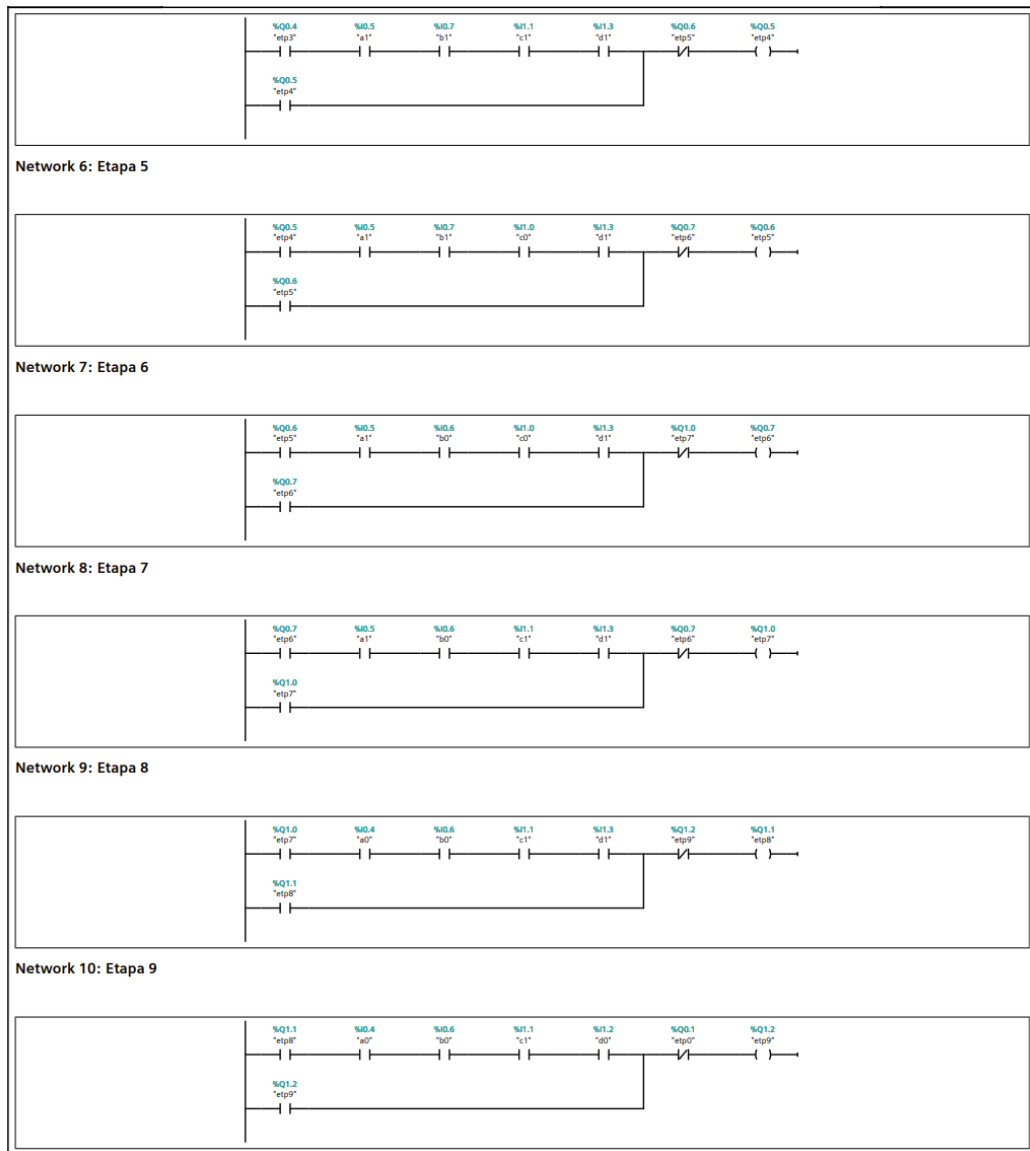 %Q0.4 %I0.5 %I0.7 %I1.1 %I1.3 %Q0.6 %Q0.5
"etp3" "a1" "b1" "c1" "d1" "etp5" "etp4"
%Q0.5
"etp4"
Network 6: Etapa 5
%Q0.5 %I0.5 %I0.7 %I1.0 %I1.3 %Q0.7 %Q0.6
"etp4" "a1" "b1" "c0" "d1" "etp6" "etp5"
%Q0.6
"etp5"
Network 7: Etapa 6
%Q0.6 %I0.5 %I0.6 %I1.0 %I1.3 %Q1.0 %Q0.7
"etp5" "a1" "b0" "c0" "d1" "etp7" "etp6"
%Q0.7
"etp6"
Network 8: Etapa 7
%Q0.7 %I0.5 %I0.6 %I1.1 %I1.3 %Q0.7 %Q1.0
"etp6" "a1" "b0" "c1" "d1" "etp6" "etp7"
%Q1.0
"etp7"
Network 9: Etapa 8
%Q1.0 %I0.4 %I0.6 %I1.1 %I1.3 %Q1.2 %Q1.1
"etp7" "a0" "b0" "c1" "d1" "etp9" "etp8"
%Q1.1
"etp8"
Network 10: Etapa 9
%Q1.1 %I0.4 %I0.6 %I1.1 %I1.2 %Q0.1 %Q1.2
"etp8" "a0" "b0" "c1" "d0" "etp0" "etp9"
%Q1.2
"etp9"